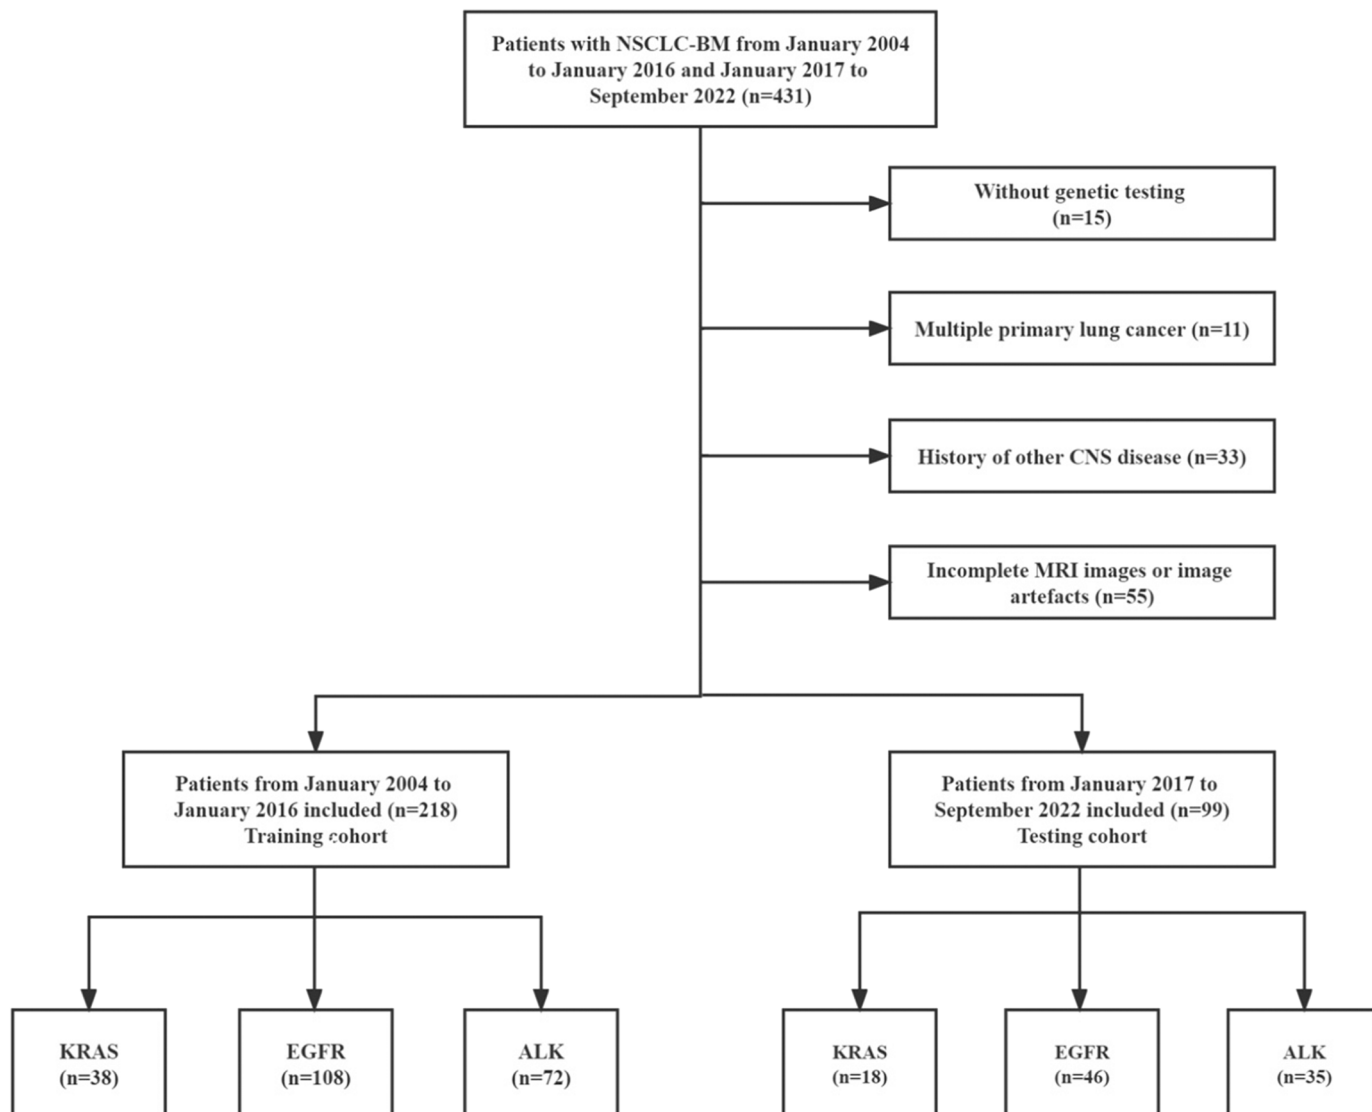 Patients with NSCLC-BM from January 2004
to January 2016 and January 2017 to
September 2022 (n=431)
Without genetic testing
(n=15)
Multiple primary lung cancer (n=11)
History of other CNS disease (n=33)
Incomplete MRI images or image
artefacts (n=55)
Patients from January 2004 to
January 2016 included (n=218)
Training cohort
Patients from January 2017 to
September 2022 included (n=99)
Testing cohort
KRAS
(n=38)
EGFR
(n=108)
ALK
(n=72)
KRAS
(n=18)
EGFR
(n=46)
ALK
(n=35)